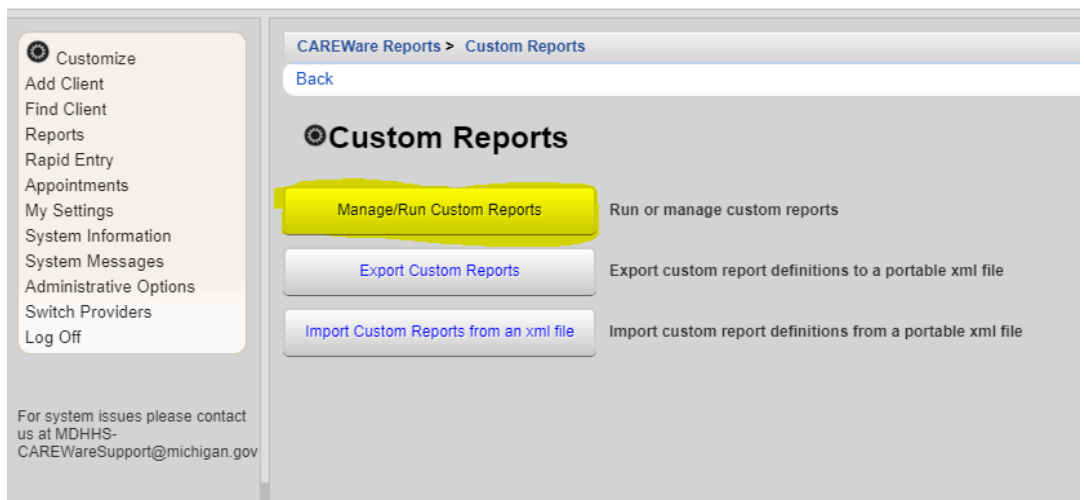 Customize
Add Client
Find Client
Reports
Rapid Entry
Appointments
My Settings
System Information
System Messages
Administrative Options
Switch Providers
Log Off
For system issues please contact
us at MDHHS-
CAREWareSupport@michigan.gov
CAREWare Reports > Custom Reports
Back
Custom Reports
Manage/Run Custom Reports Run or manage custom reports
Export Custom Reports Export custom report definitions to a portable xml file
Import Custom Reports from an xml file Import custom report definitions from a portable xml file